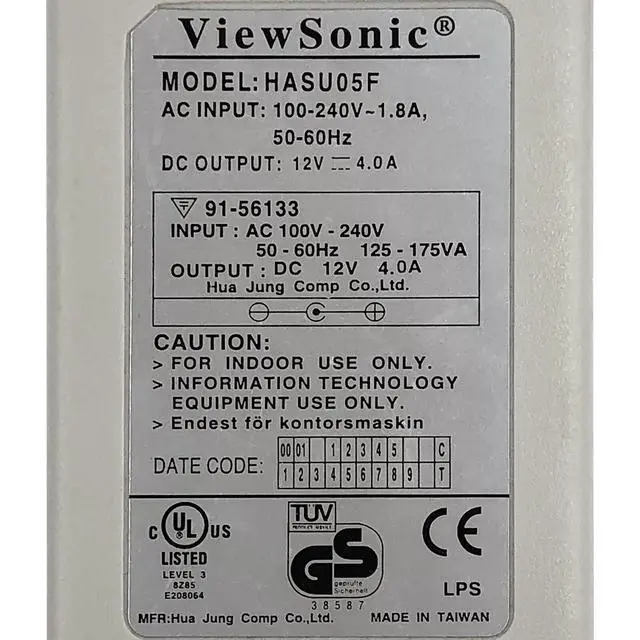 ViewSonic®
MODEL: HASU05F
AC INPUT: 100-240V~1.8A,
50-60Hz
DC OUTPUT: 12V ⎓ 4.0A
91-56133
INPUT : AC 100V - 240V
50 - 60Hz 125 - 175VA
OUTPUT : DC 12V 4.0A
Hua Jung Comp Co.,Ltd.
CAUTION:
> FOR INDOOR USE ONLY.
> INFORMATION TECHNOLOGY
EQUIPMENT USE ONLY.
> Endest för kontorsmaskin
DATE CODE:
00 01 1 2 3 4 5 C
1 2 3 4 5 6 7 8 9 T
C UL US
LISTED
LEVEL 3
8Z85
E208064
TÜV
PRODUCT SERVICE
GS
geprüfte
Sicherheit
38587
CE
LPS
MFR:Hua Jung Comp Co.,Ltd. MADE IN TAIWAN